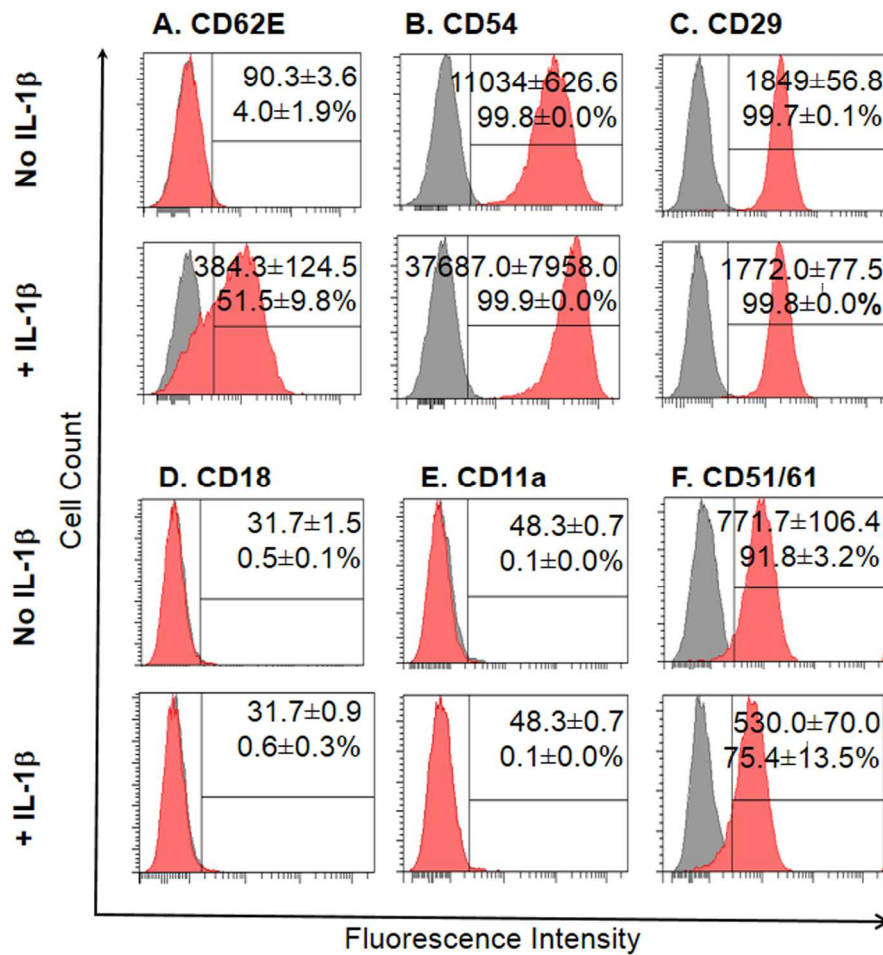 A. CD62E
B. CD54
C. CD29
No IL-1β
90.3±3.6
4.0±1.9%
11034±626.6
99.8±0.0%
1849±56.8
99.7±0.1%
+ IL-1β
384.3±124.5
51.5±9.8%
37687.0±7958.0
99.9±0.0%
1772.0±77.5
99.8±0.0%
Cell Count
D. CD18
E. CD11a
F. CD51/61
No IL-1β
31.7±1.5
0.5±0.1%
48.3±0.7
0.1±0.0%
771.7±106.4
91.8±3.2%
+ IL-1β
31.7±0.9
0.6±0.3%
48.3±0.7
0.1±0.0%
530.0±70.0
75.4±13.5%
Fluorescence Intensity